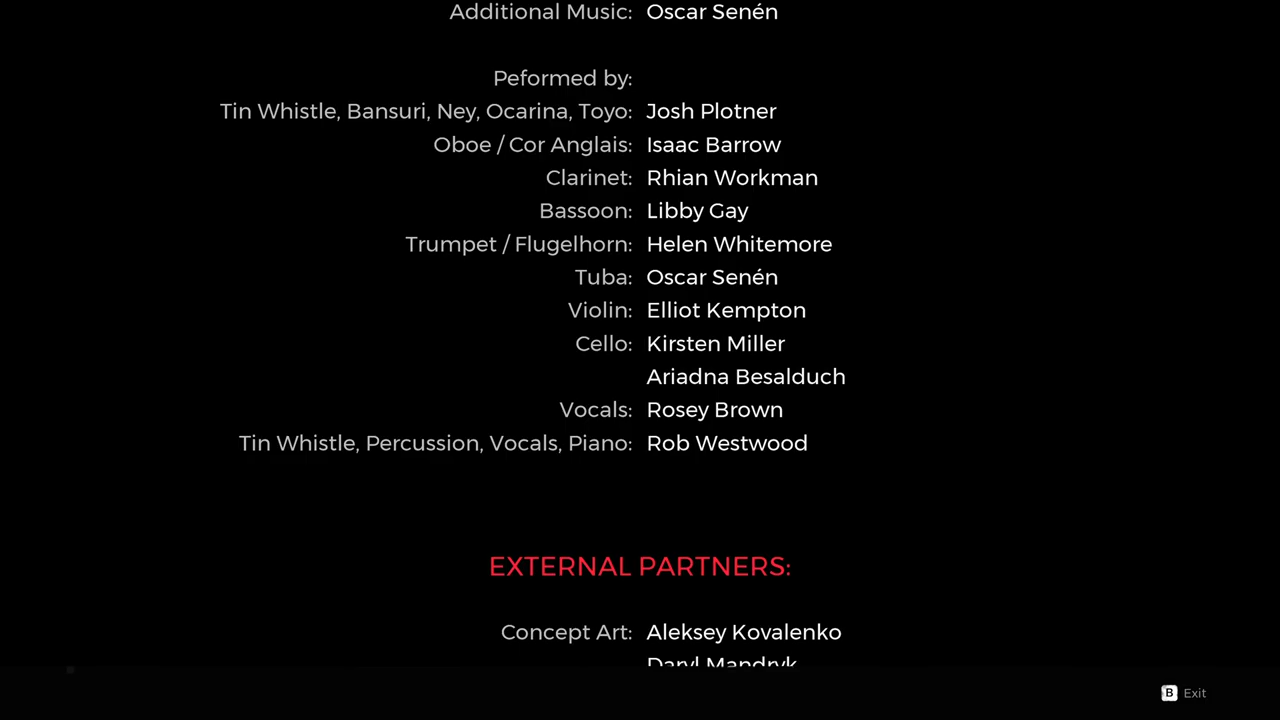 Additional Music: Oscar Senén
Peformed by:
Tin Whistle, Bansuri, Ney, Ocarina, Toyo: Josh Plotner
Oboe / Cor Anglais: Isaac Barrow
Clarinet: Rhian Workman
Bassoon: Libby Gay
Trumpet / Flugelhorn: Helen Whitemore
Tuba: Oscar Senén
Violin: Elliot Kempton
Cello: Kirsten Miller
Ariadna Besalduch
Vocals: Rosey Brown
Tin Whistle, Percussion, Vocals, Piano: Rob Westwood
EXTERNAL PARTNERS:
Concept Art: Aleksey Kovalenko
Daryl Mandryk
B Exit